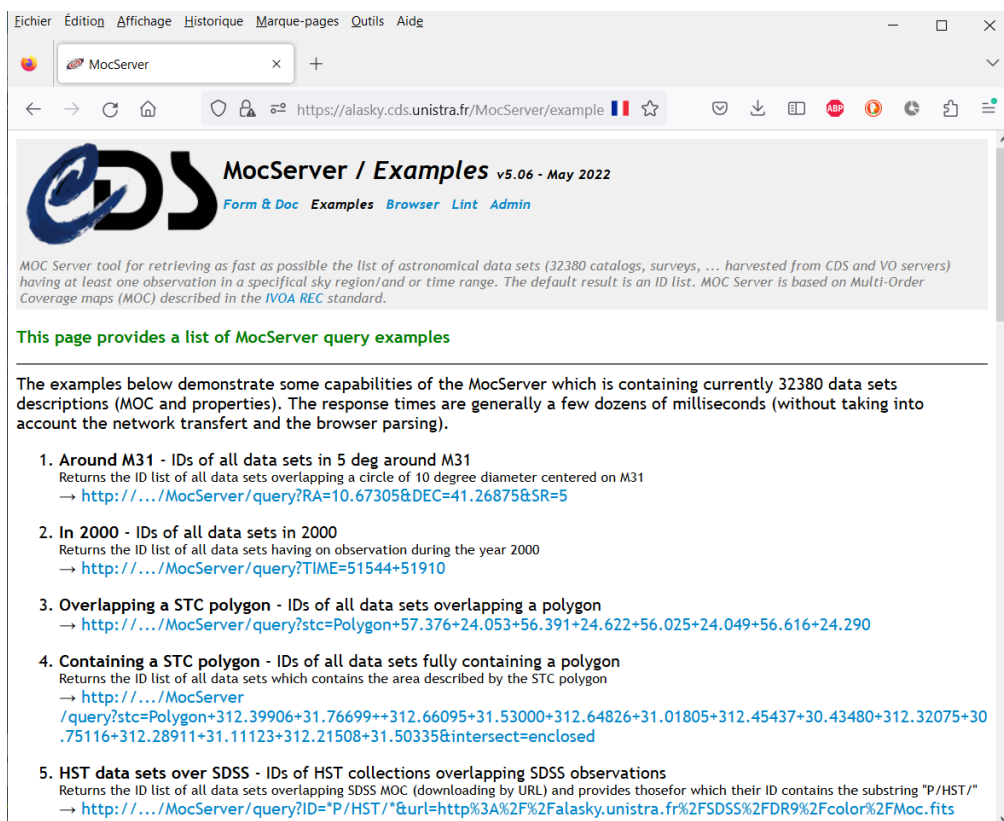 Fichier Édition Affichage Historique Marque-pages Outils Aide
MocServer
https://alasky.cds.unistra.fr/MocServer/example
ABP
CDS
MocServer / Examples v5.06 - May 2022
Form & Doc Examples Browser Lint Admin
MOC Server tool for retrieving as fast as possible the list of astronomical data sets (32380 catalogs, surveys, ... harvested from CDS and VO servers)
having at least one observation in a specifical sky region/and or time range. The default result is an ID list. MOC Server is based on Multi-Order
Coverage maps (MOC) described in the IVOA REC standard.
This page provides a list of MocServer query examples
The examples below demonstrate some capabilities of the MocServer which is containing currently 32380 data sets
descriptions (MOC and properties). The response times are generally a few dozens of milliseconds (without taking into
account the network transfert and the browser parsing).
1. Around M31 - IDs of all data sets in 5 deg around M31
Returns the ID list of all data sets overlapping a circle of 10 degree diameter centered on M31
→ http://.../MocServer/query?RA=10.67305&DEC=41.26875&SR=5
2. In 2000 - IDs of all data sets in 2000
Returns the ID list of all data sets having on observation during the year 2000
→ http://.../MocServer/query?TIME=51544+51910
3. Overlapping a STC polygon - IDs of all data sets overlapping a polygon
→ http://.../MocServer/query?stc=Polygon+57.376+24.053+56.391+24.622+56.025+24.049+56.616+24.290
4. Containing a STC polygon - IDs of all data sets fully containing a polygon
Returns the ID list of all data sets which contains the area described by the STC polygon
→ http://.../MocServer
/query?stc=Polygon+312.39906+31.76699++312.66095+31.53000+312.64826+31.01805+312.45437+30.43480+312.32075+30
.75116+312.28911+31.11123+312.21508+31.50335&intersect=enclosed
5. HST data sets over SDSS - IDs of HST collections overlapping SDSS observations
Returns the ID list of all data sets overlapping SDSS MOC (downloading by URL) and provides thosefor which their ID contains the substring "P/HST/"
→ http://.../MocServer/query?ID=*P/HST/*&url=http%3A%2F%2Falasky.unistra.fr%2FSDSS%2FDR9%2Fcolor%2FMoc.fits